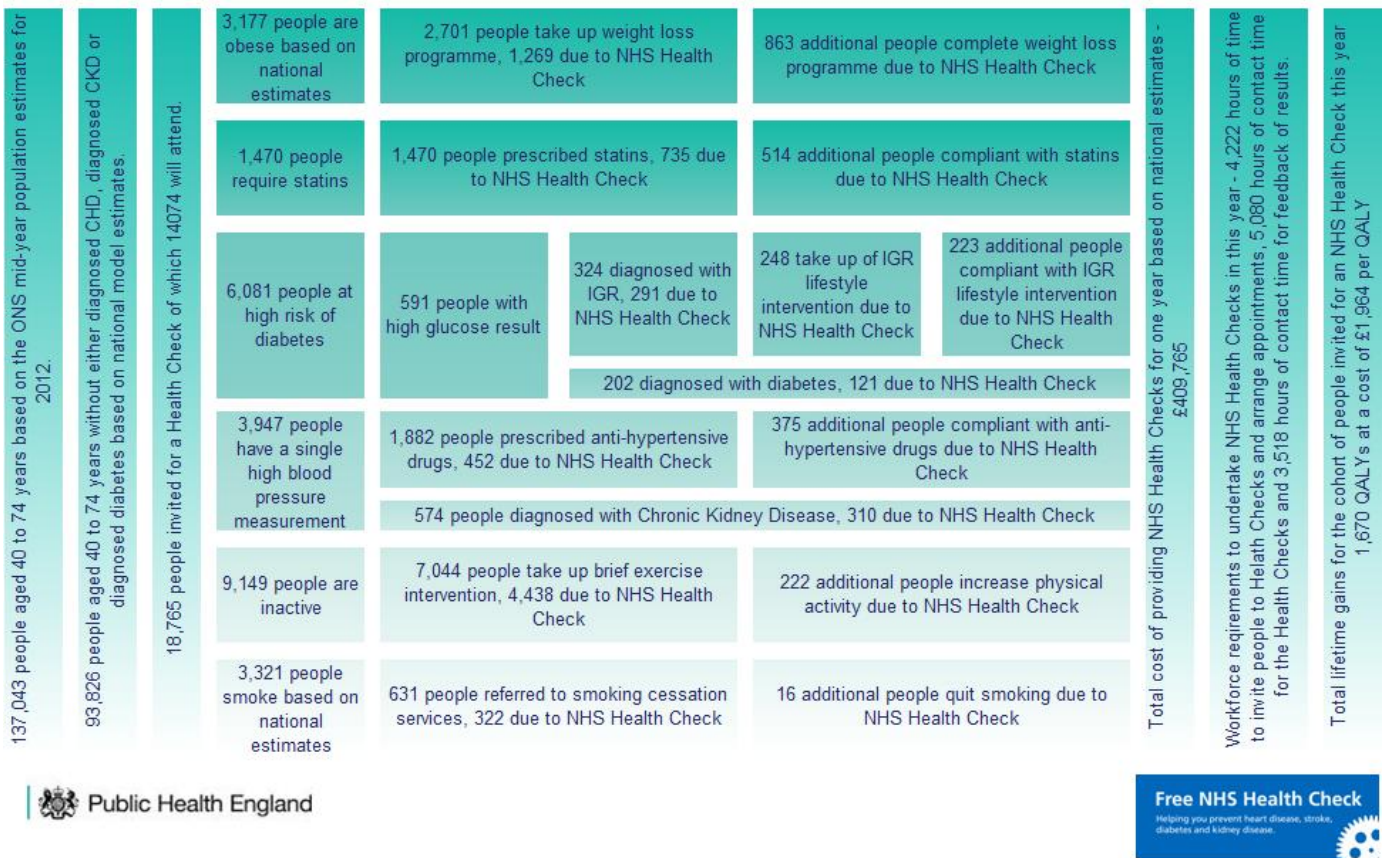 137,043 people aged 40 to 74 years based on the ONS mid-year population estimates for
2012.
93,826 people aged 40 to 74 years without either diagnosed CHD, diagnosed CKD or
diagnosed diabetes based on national model estimates.
18,765 people invited for a Health Check of which 14074 will attend.
3,177 people are
obese based on
national
estimates
2,701 people take up weight loss
programme, 1,269 due to NHS Health
Check
863 additional people complete weight loss
programme due to NHS Health Check
1,470 people
require statins
1,470 people prescribed statins, 735 due
to NHS Health Check
514 additional people compliant with statins
due to NHS Health Check
6,081 people at
high risk of
diabetes
591 people with
high glucose result
324 diagnosed with
IGR, 291 due to
NHS Health Check
248 take up of IGR
lifestyle
intervention due to
NHS Health Check
223 additional people
compliant with IGR
lifestyle intervention
due to NHS Health
Check
202 diagnosed with diabetes, 121 due to NHS Health Check
3,947 people
have a single
high blood
pressure
measurement
1,882 people prescribed anti-hypertensive
drugs, 452 due to NHS Health Check
375 additional people compliant with anti-
hypertensive drugs due to NHS Health
Check
574 people diagnosed with Chronic Kidney Disease, 310 due to NHS Health Check
9,149 people are
inactive
7,044 people take up brief exercise
intervention, 4,438 due to NHS Health
Check
222 additional people increase physical
activity due to NHS Health Check
3,321 people
smoke based on
national
estimates
631 people referred to smoking cessation
services, 322 due to NHS Health Check
16 additional people quit smoking due to
NHS Health Check
Total cost of providing NHS Health Checks for one year based on national estimates -
£409,765
Workforce reqirements to undertake NHS Health Checks in this year - 4,222 hours of time
to invite people to Helath Checks and arrange appointments, 5,080 hours of contact time
for the Health Checks and 3,518 hours of contact time for feedback of results.
Total lifetime gains for the cohort of people invited for an NHS Health Check this year
1,670 QALYs at a cost of £1,964 per QALY
Public Health England
Free NHS Health Check
Helping you prevent heart disease, stroke,
diabetes and kidney disease.